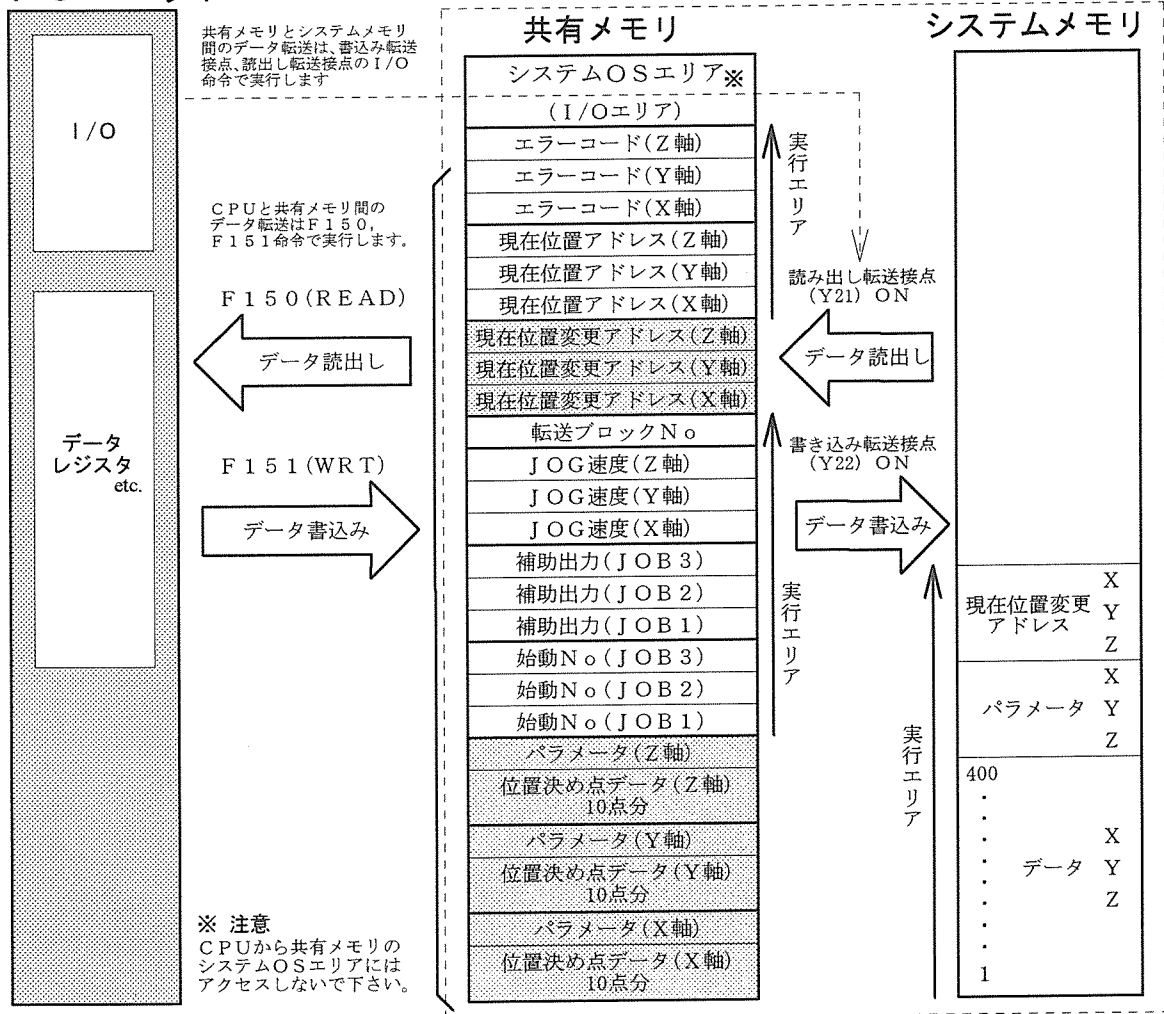 共有メモリとシステムメモリ
間のデータ転送は、書込み転送
接点、読出し転送接点のI/O
命令で実行します
I/O
CPUと共有メモリ間の
データ転送はF150,
F151命令で実行します。
F150(READ)
データ読出し
データ
レジスタ
etc.
F151(WRT)
データ書込み
※ 注意
CPUから共有メモリの
システムOSエリアには
アクセスしないで下さい。
共有メモリ
システムOSエリア※
(I/Oエリア)
エラーコード(Z軸)
エラーコード(Y軸)
エラーコード(X軸)
現在位置アドレス(Z軸)
現在位置アドレス(Y軸)
現在位置アドレス(X軸)
現在位置変更アドレス(Z軸)
現在位置変更アドレス(Y軸)
現在位置変更アドレス(X軸)
転送ブロックNo
JOG速度(Z軸)
JOG速度(Y軸)
JOG速度(X軸)
補助出力(JOB3)
補助出力(JOB2)
補助出力(JOB1)
始動No(JOB3)
始動No(JOB2)
始動No(JOB1)
パラメータ(Z軸)
位置決め点データ(Z軸)
10点分
パラメータ(Y軸)
位置決め点データ(Y軸)
10点分
パラメータ(X軸)
位置決め点データ(X軸)
10点分
実行エリア
読み出し転送接点
(Y21) ON
データ読出し
書き込み転送接点
(Y22) ON
データ書込み
実行エリア
実行エリア
システムメモリ
現在位置変更
アドレス
X
Y
Z
パラメータ
X
Y
Z
400
データ
X
Y
Z
1